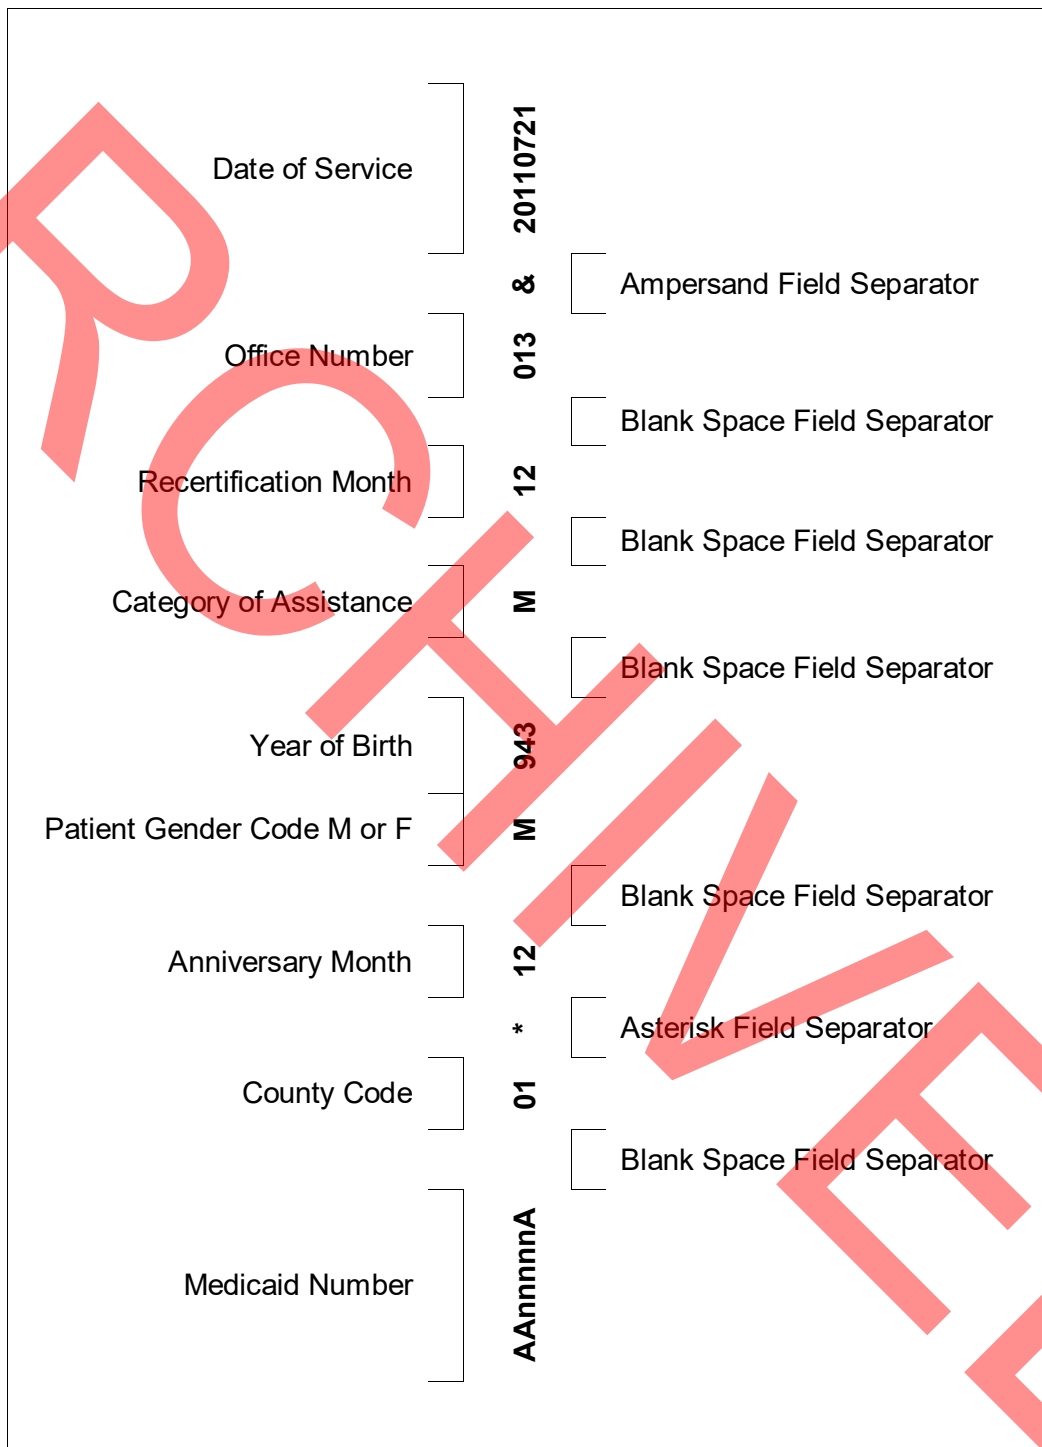 Date of Service
20110721
&
Ampersand Field Separator
Office Number
013
Blank Space Field Separator
Recertification Month
12
Blank Space Field Separator
Category of Assistance
M
Blank Space Field Separator
Year of Birth
943
Patient Gender Code M or F
M
Blank Space Field Separator
Anniversary Month
12
*
Asterisk Field Separator
County Code
01
Blank Space Field Separator
Medicaid Number
AAnnnnnA
RCHIVE